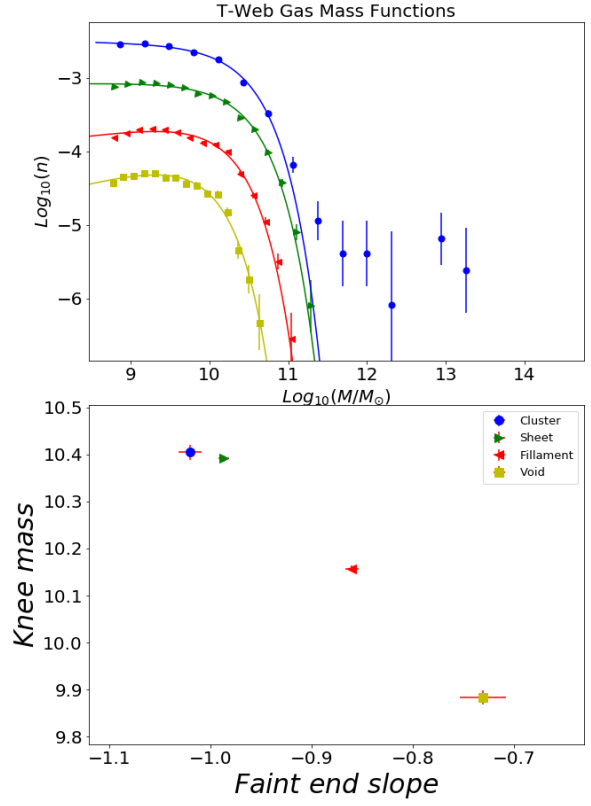 T-Web Gas Mass Functions
Log₁₀(n)
−3
−4
−5
−6
9 10 11 12 13 14
Log₁₀(M/M⊙)
Knee mass
10.5
10.4
10.3
10.2
10.1
10.0
9.9
9.8
Cluster
Sheet
Fillament
Void
−1.1 −1.0 −0.9 −0.8 −0.7
Faint end slope